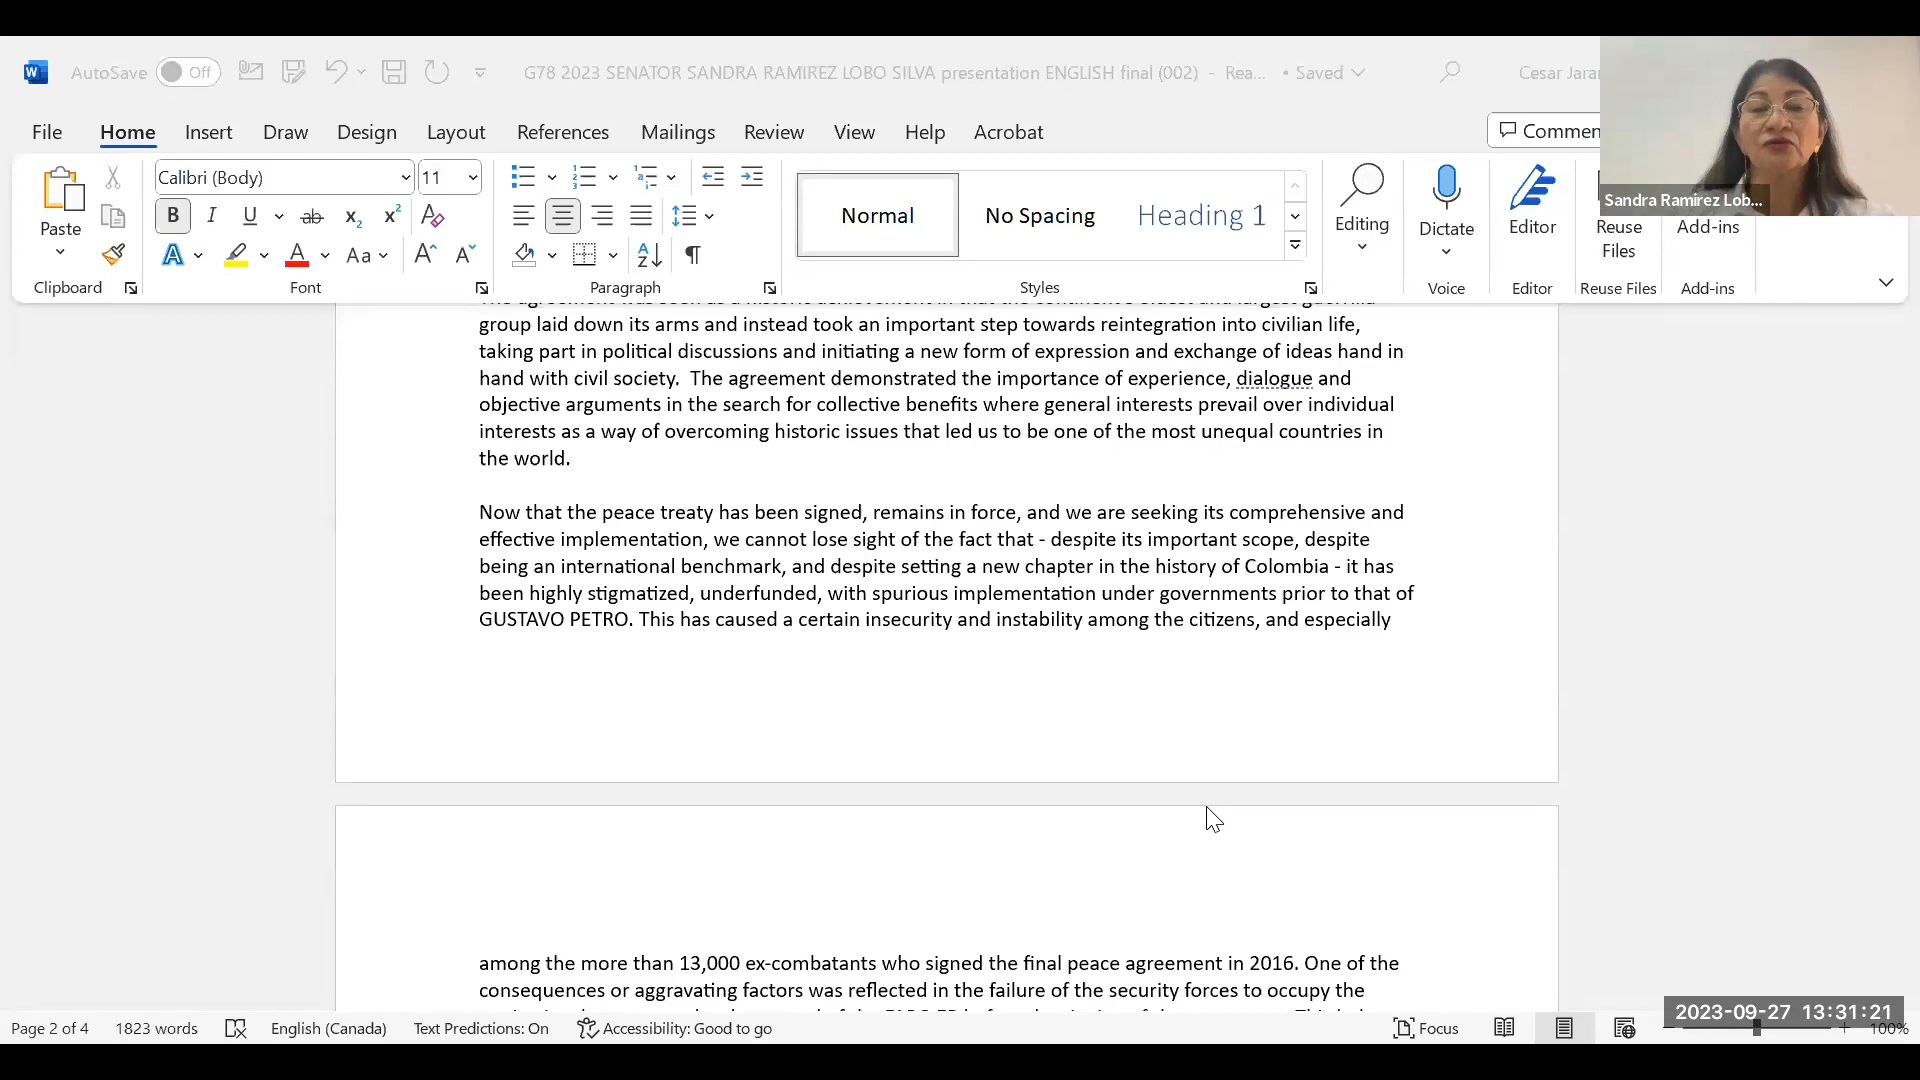 AutoSave Off G78 2023 SENATOR SANDRA RAMIREZ LOBO SILVA presentation ENGLISH final (002) - Rea... • Saved Cesar Jarar
File Home Insert Draw Design Layout References Mailings Review View Help Acrobat Commen
Calibri (Body) 11
Paste
Normal No Spacing Heading 1
Editing Dictate Editor Reuse Files Add-ins
Clipboard Font Paragraph Styles Voice Editor Reuse Files Add-ins
Sandra Ramirez Lob...
group laid down its arms and instead took an important step towards reintegration into civilian life,
taking part in political discussions and initiating a new form of expression and exchange of ideas hand in
hand with civil society. The agreement demonstrated the importance of experience, dialogue and
objective arguments in the search for collective benefits where general interests prevail over individual
interests as a way of overcoming historic issues that led us to be one of the most unequal countries in
the world.
Now that the peace treaty has been signed, remains in force, and we are seeking its comprehensive and
effective implementation, we cannot lose sight of the fact that - despite its important scope, despite
being an international benchmark, and despite setting a new chapter in the history of Colombia - it has
been highly stigmatized, underfunded, with spurious implementation under governments prior to that of
GUSTAVO PETRO. This has caused a certain insecurity and instability among the citizens, and especially
among the more than 13,000 ex-combatants who signed the final peace agreement in 2016. One of the
consequences or aggravating factors was reflected in the failure of the security forces to occupy the
2023-09-27 13:31:21
Page 2 of 4 1823 words English (Canada) Text Predictions: On Accessibility: Good to go Focus 100%